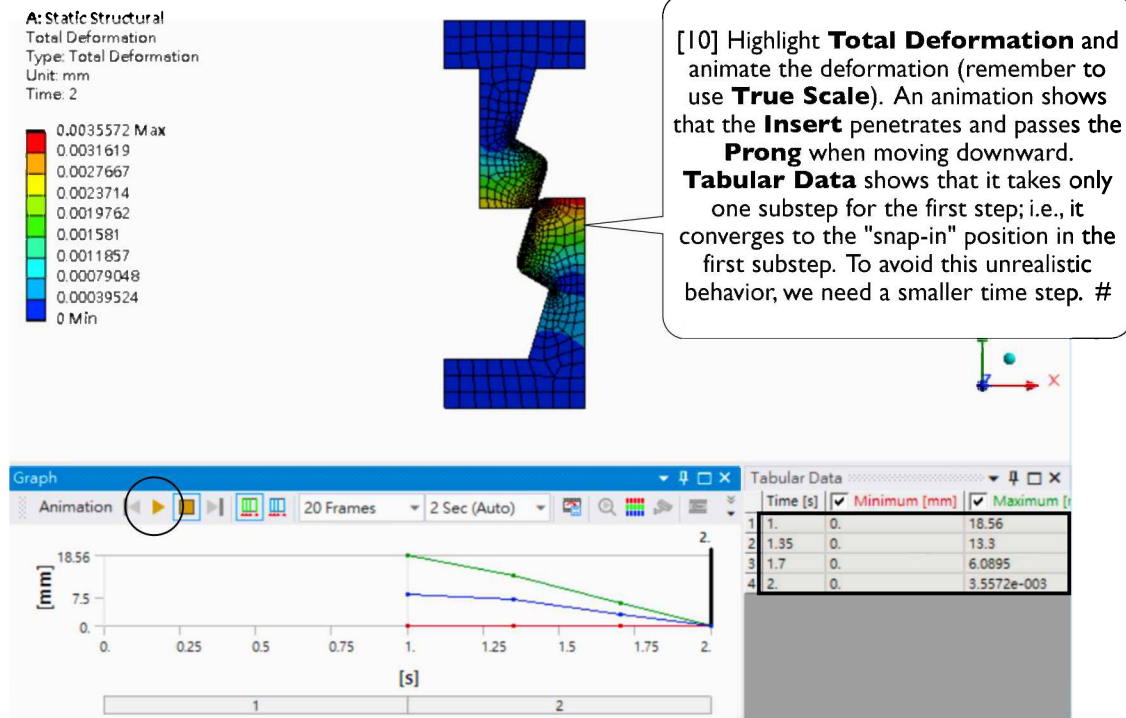 A: Static Structural
Total Deformation
Type: Total Deformation
Unit: mm
Time: 2
0.0035572 Max
0.0031619
0.0027667
0.0023714
0.0019762
0.001581
0.0011857
0.00079048
0.00039524
0 Min
[10] Highlight Total Deformation and
animate the deformation (remember to
use True Scale). An animation shows
that the Insert penetrates and passes the
Prong when moving downward.
Tabular Data shows that it takes only
one substep for the first step; i.e., it
converges to the "snap-in" position in the
first substep. To avoid this unrealistic
behavior, we need a smaller time step. #
Z X
Graph
Animation 20 Frames 2 Sec (Auto)
2.
18.56
7.5
0.
[mm]
0. 0.25 0.5 0.75 1. 1.25 1.5 1.75 2.
[s]
1 2
Tabular Data
Time [s] Minimum [mm] Maximum [
1 1. 0. 18.56
2 1.35 0. 13.3
3 1.7 0. 6.0895
4 2. 0. 3.5572e-003